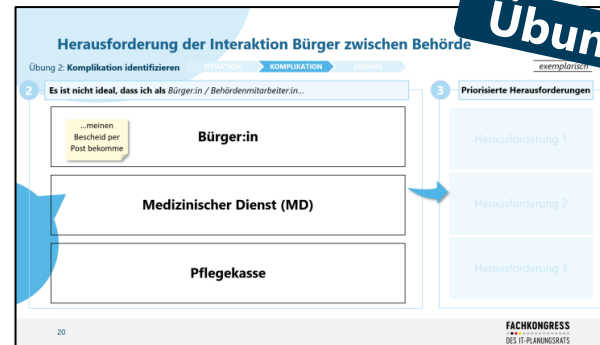 Übun
Herausforderung der Interaktion Bürger zwischen Behörde
Übung 2: Komplikation identifizieren
SITUATION
KOMPLIKATION
LÖSUNG
exemplarisch
2
Es ist nicht ideal, dass ich als Bürger:in / Behördenmitarbeiter:in...
...meinen
Bescheid per
Post bekomme
Bürger:in
Medizinischer Dienst (MD)
Pflegekasse
3
Priorisierte Herausforderungen
Herausforderung 1
Herausforderung 2
Herausforderung 3
20
FACHKONGRESS
DES IT-PLANUNGSRATS